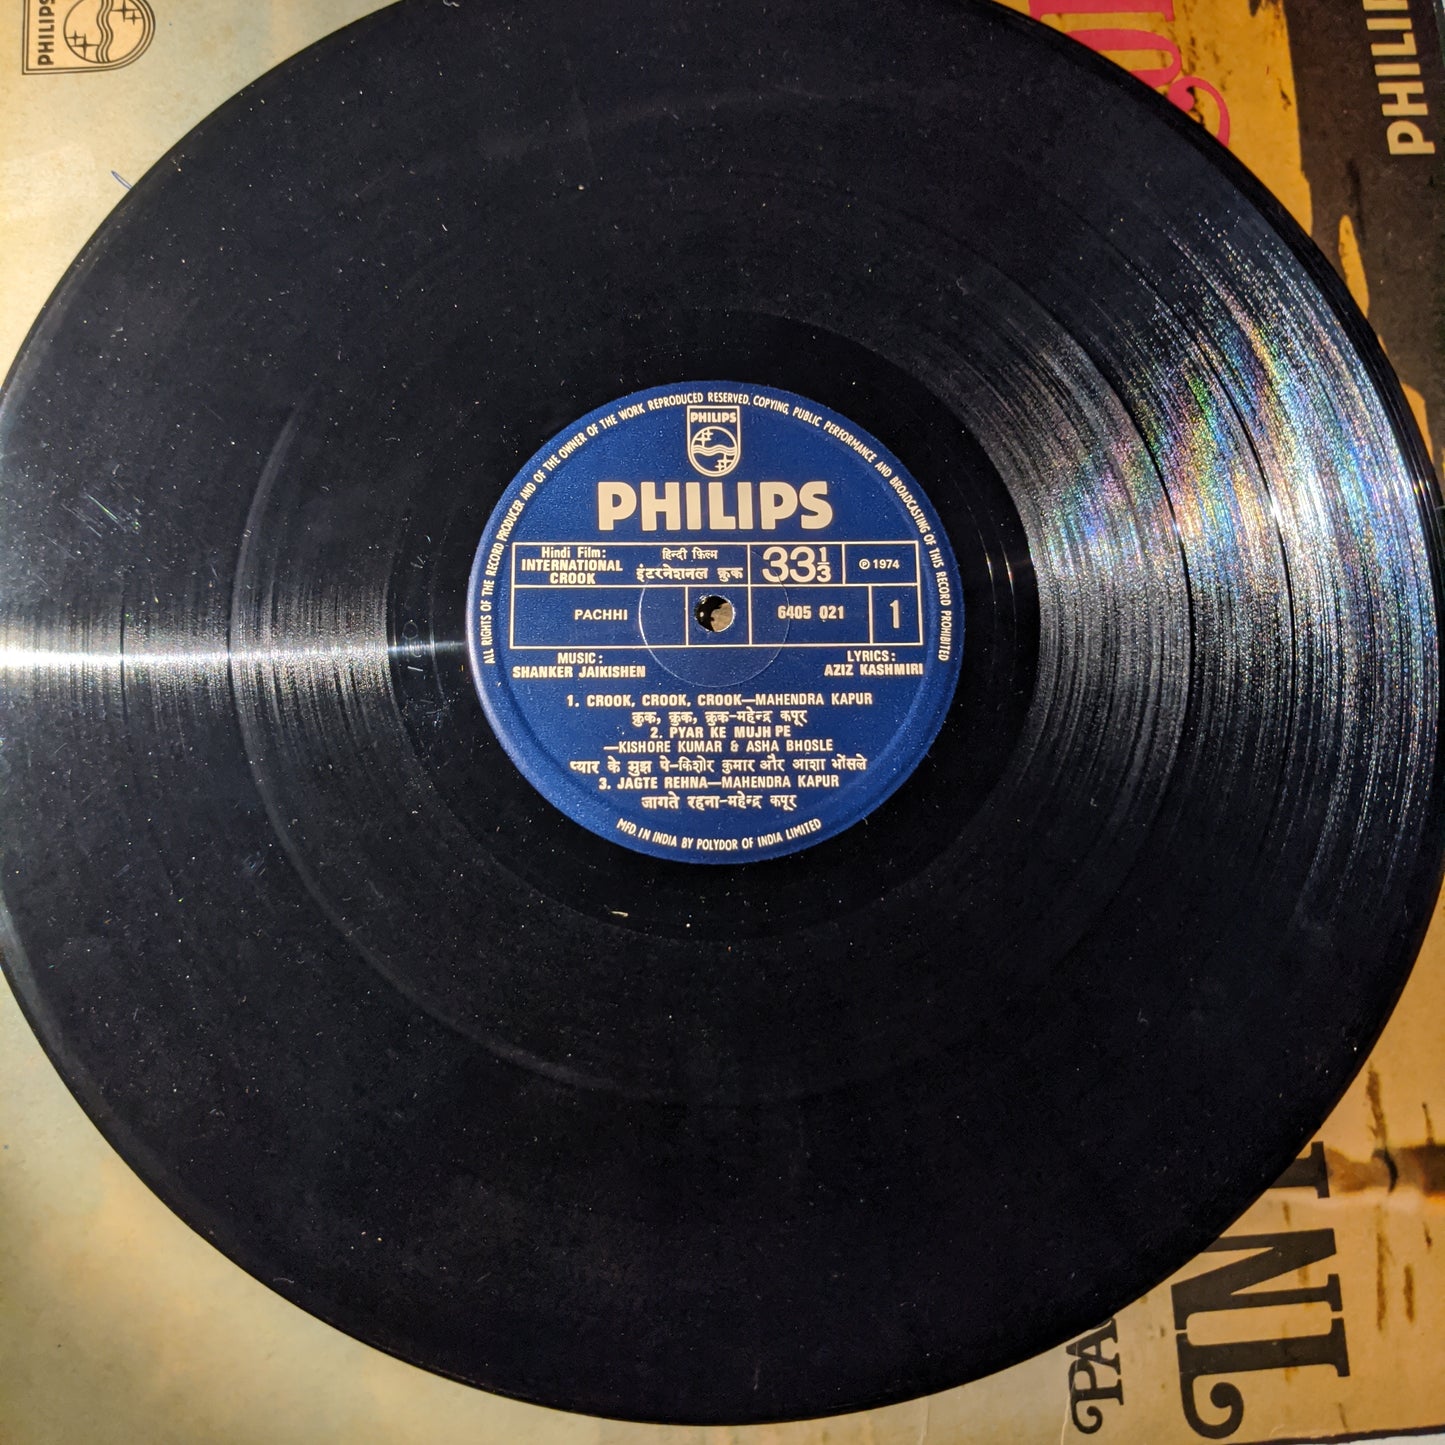 PHILIPS
PHILIPS
ALL RIGHTS OF THE RECORD PRODUCER AND OF THE OWNER OF THE WORK REPRODUCED RESERVED. COPYING, PUBLIC PERFORMANCE AND BROADCASTING OF THIS RECORD PROHIBITED
PHILIPS
PHILIPS
Hindi Film: हिन्दी फ़िल्म
INTERNATIONAL CROOK इंटरनेशनल क्रुक
33 1/3
℗ 1974
PACHHI
6405 021
1
MUSIC:
SHANKER JAIKISHEN
LYRICS:
AZIZ KASHMIRI
1. CROOK, CROOK, CROOK—MAHENDRA KAPUR
क्रुक, क्रुक, क्रुक-महेन्द्र कपूर
2. PYAR KE MUJH PE
—KISHORE KUMAR & ASHA BHOSLE
प्यार के मुझ पे-किशोर कुमार और आशा भोंसले
3. JAGTE REHNA—MAHENDRA KAPUR
जागते रहना-महेन्द्र कपूर
MFD. IN INDIA BY POLYDOR OF INDIA LIMITED